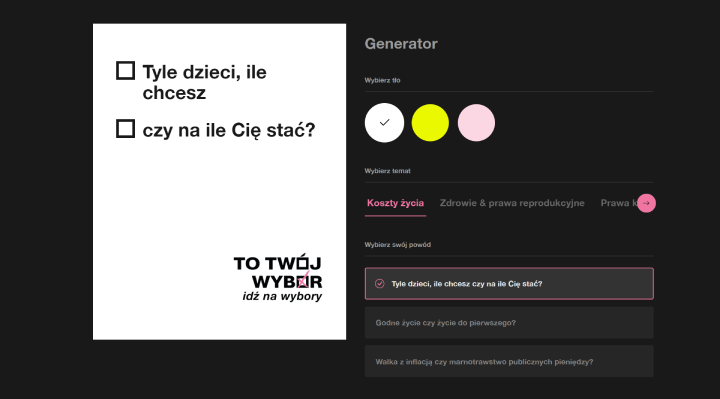 Tyle dzieci, ile
chcesz
czy na ile Cię stać?
TO TWÓJ
WYBÓR
idź na wybory
Generator
Wybierz tło
Wybierz temat
Koszty życia Zdrowie & prawa reprodukcyjne Prawa
Wybierz swój powód
Tyle dzieci, ile chcesz czy na ile Cię stać?
Godne życie czy życie do pierwszego?
Walka z inflacją czy marnotrawstwo publicznych pieniędzy?